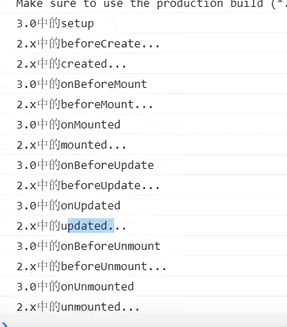 Make sure to use the production build (*.
3.0中的setup
2.x中的beforeCreate...
2.x中的created...
3.0中的onBeforeMount
2.x中的beforeMount...
3.0中的onMounted
2.x中的mounted...
3.0中的onBeforeUpdate
2.x中的beforeUpdate...
3.0中的onUpdated
2.x中的updated...
3.0中的onBeforeUnmount
2.x中的beforeUnmount...
3.0中的onUnmounted
2.x中的unmounted...